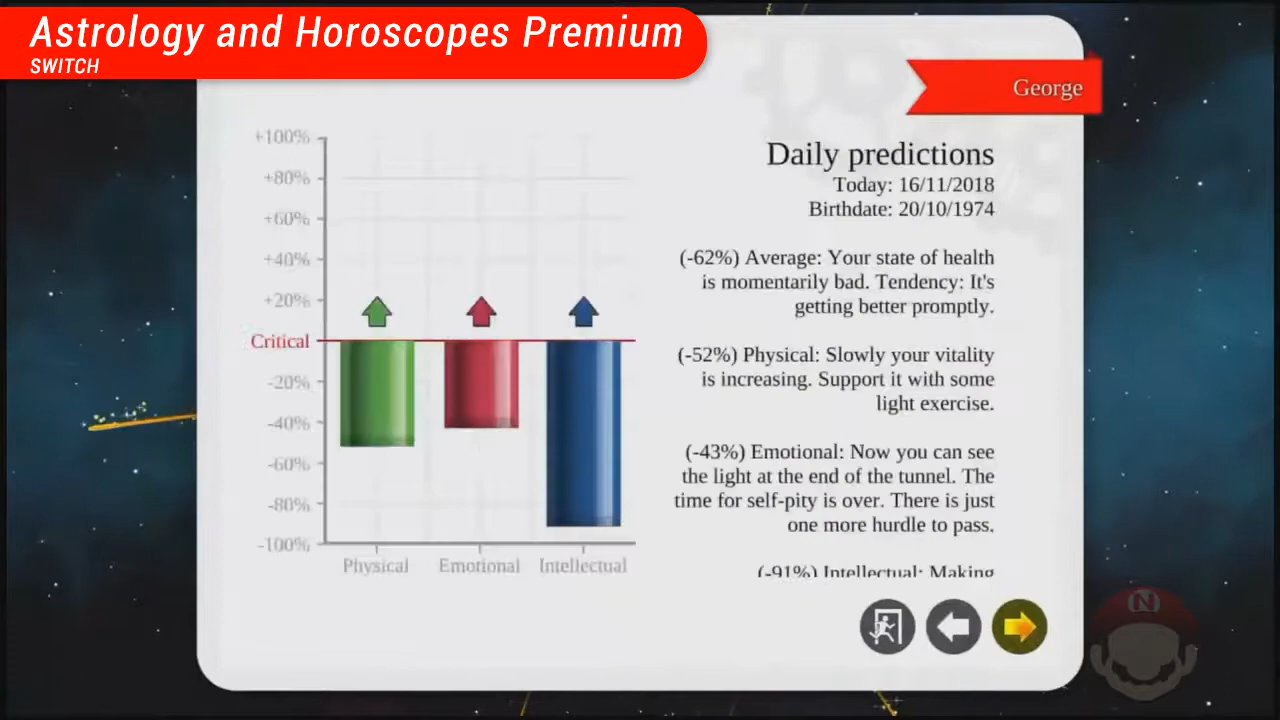 Astrology and Horoscopes Premium
SWITCH
George
+100%
+80%
+60%
+40%
+20%
Critical
-20%
-40%
-60%
-80%
-100%
Physical Emotional Intellectual
Daily predictions
Today: 16/11/2018
Birthdate: 20/10/1974
(-62%) Average: Your state of health
is momentarily bad. Tendency: It's
getting better promptly.
(-52%) Physical: Slowly your vitality
is increasing. Support it with some
light exercise.
(-43%) Emotional: Now you can see
the light at the end of the tunnel. The
time for self-pity is over. There is just
one more hurdle to pass.
(-91%) Intellectual: Making
N